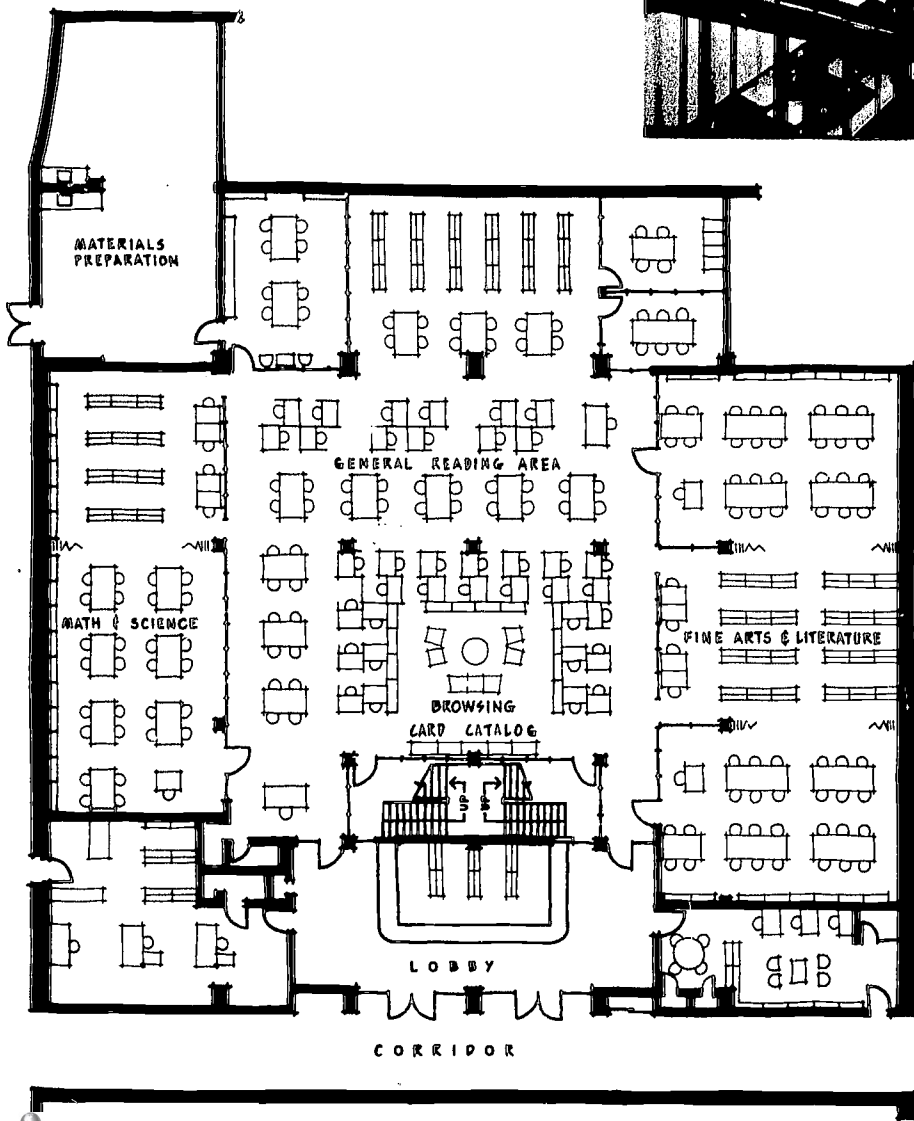 MATERIALS
PREPARATION
GENERAL READING AREA
MATH & SCIENCE
FINE ARTS & LITERATURE
BROWSING
CARD CATALOG
UP
UP
LOBBY
CORRIDOR